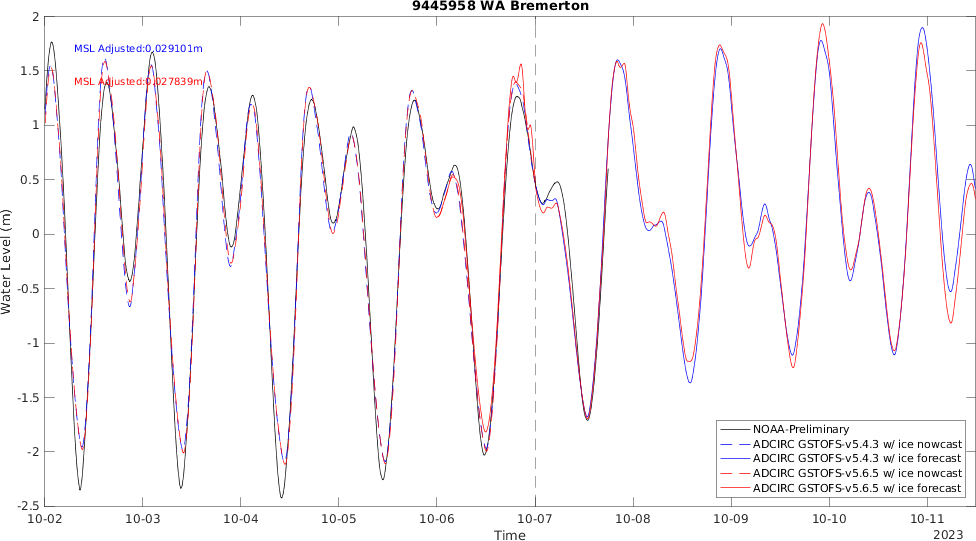 9445958 WA Bremerton
MSL Adjusted:0.029101m
MSL Adjusted:0.027839m
Water Level (m)
2
1.5
1
0.5
0
-0.5
-1
-1.5
-2
-2.5
NOAA-Preliminary
ADCIRC GSTOFS-v5.4.3 w/ ice nowcast
ADCIRC GSTOFS-v5.4.3 w/ ice forecast
ADCIRC GSTOFS-v5.6.5 w/ ice nowcast
ADCIRC GSTOFS-v5.6.5 w/ ice forecast
10-02 10-03 10-04 10-05 10-06 10-07 10-08 10-09 10-10 10-11
Time
2023